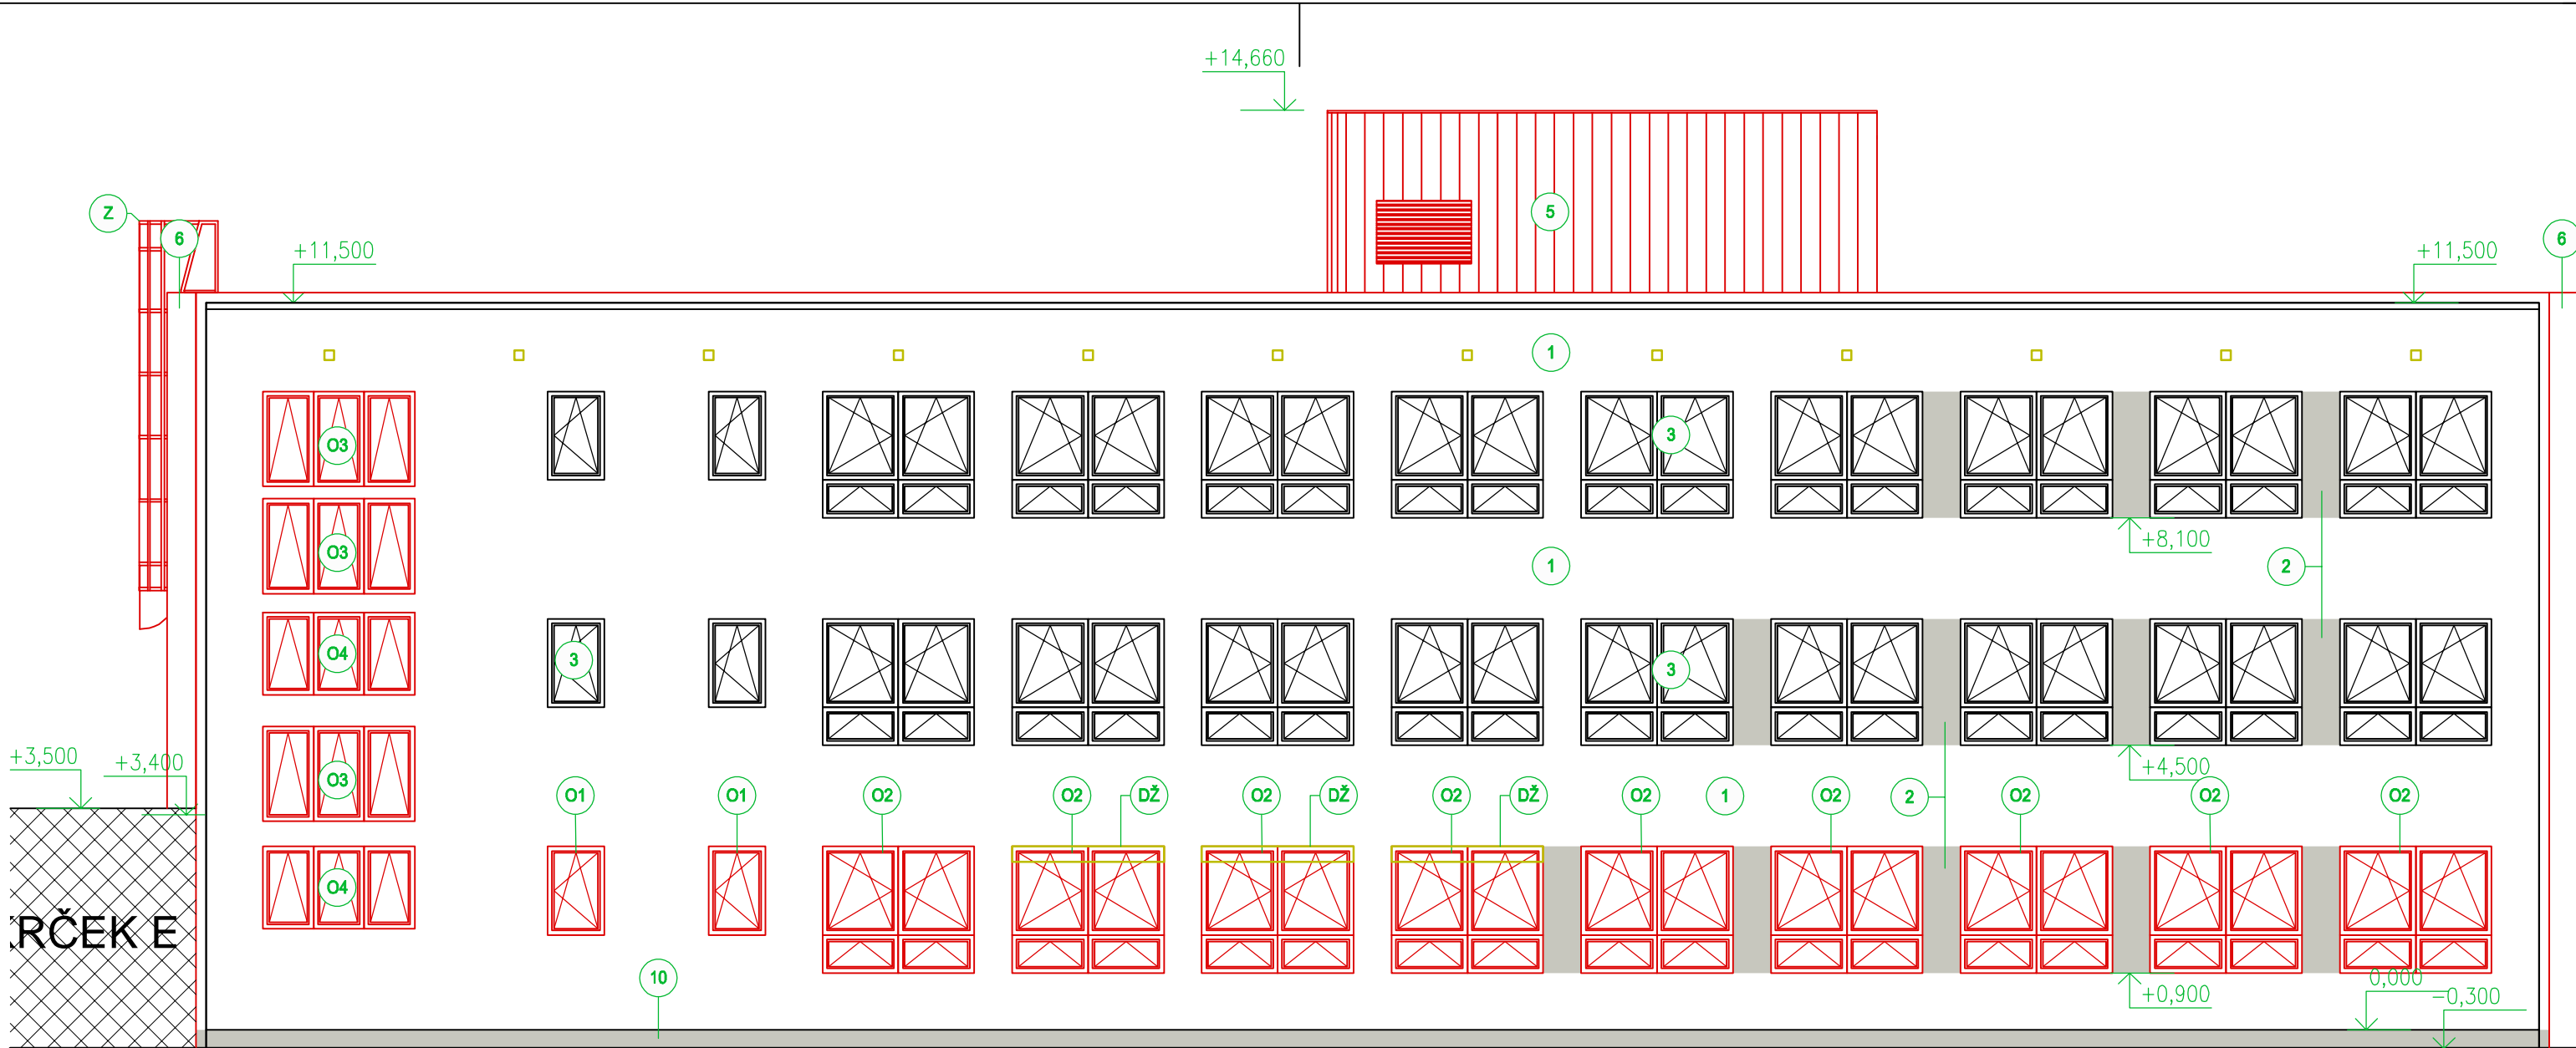 +14,660
Z
6
5
6
+11,500
+11,500
1
O3
3
O3
+8,100
1
2
O4
3
3
+3,500
+3,400
O3
+4,500
O1
O1
O2
O2
DŽ
O2
DŽ
O2
DŽ
O2
1
O2
2
O2
O2
O2
O4
RČEK E
10
+0,900
0,000
-0,300